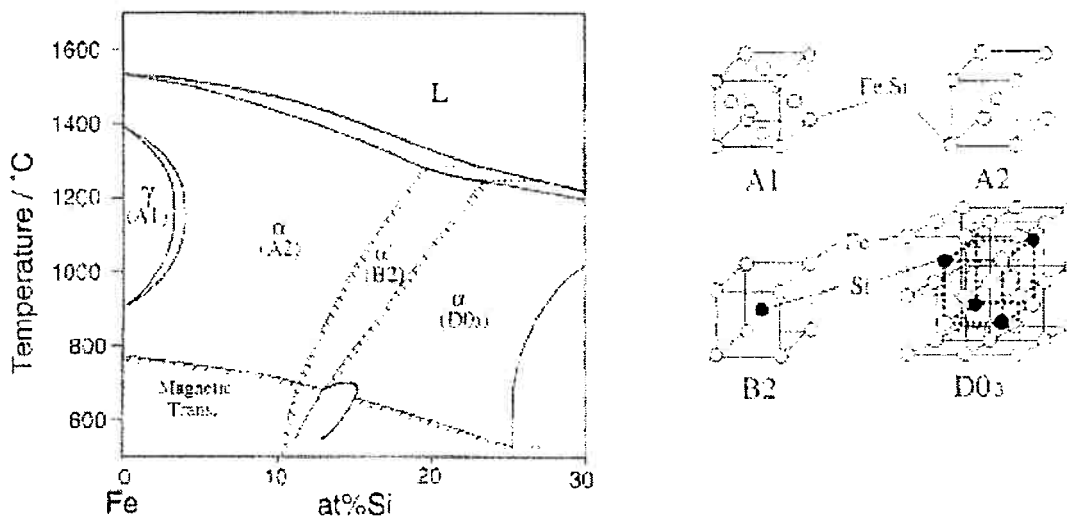 1600
1400
1200
1000
800
600
Temperature / °C
L
γ
(A1)
α
(A2)
α
(B2)
α
(D0₃)
Magnetic
Trans.
0
10
20
30
Fe
at%Si
Fe,Si
A1
A2
Fe
Si
B2
D0₃